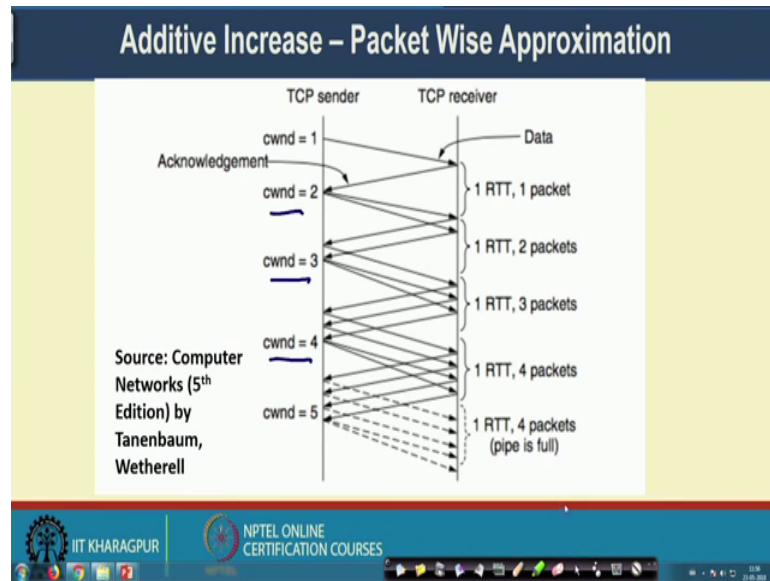 Additive Increase – Packet Wise Approximation
TCP sender
TCP receiver
cwnd = 1
Data
Acknowledgement
1 RTT, 1 packet
cwnd = 2
1 RTT, 2 packets
cwnd = 3
1 RTT, 3 packets
cwnd = 4
1 RTT, 4 packets
cwnd = 5
1 RTT, 4 packets
(pipe is full)
Source: Computer
Networks (5th
Edition) by
Tanenbaum,
Wetherell
IIT KHARAGPUR
NPTEL ONLINE
CERTIFICATION COURSES